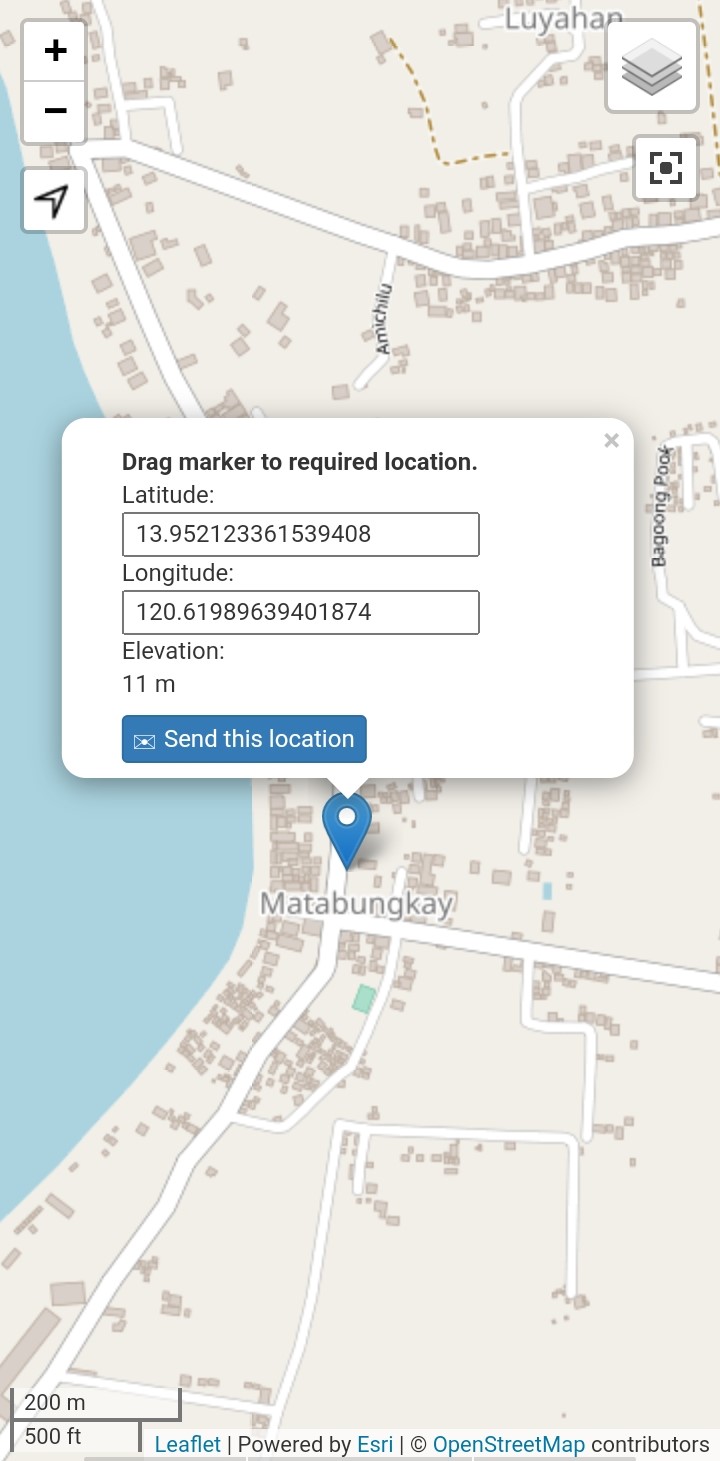 Luyahan
+
−
Amichilu
Bagoong Pook
×
Drag marker to required location.
Latitude:
13.952123361539408
Longitude:
120.61989639401874
Elevation:
11 m
✉ Send this location
Matabungkay
200 m
500 ft
Leaflet | Powered by Esri | © OpenStreetMap contributors